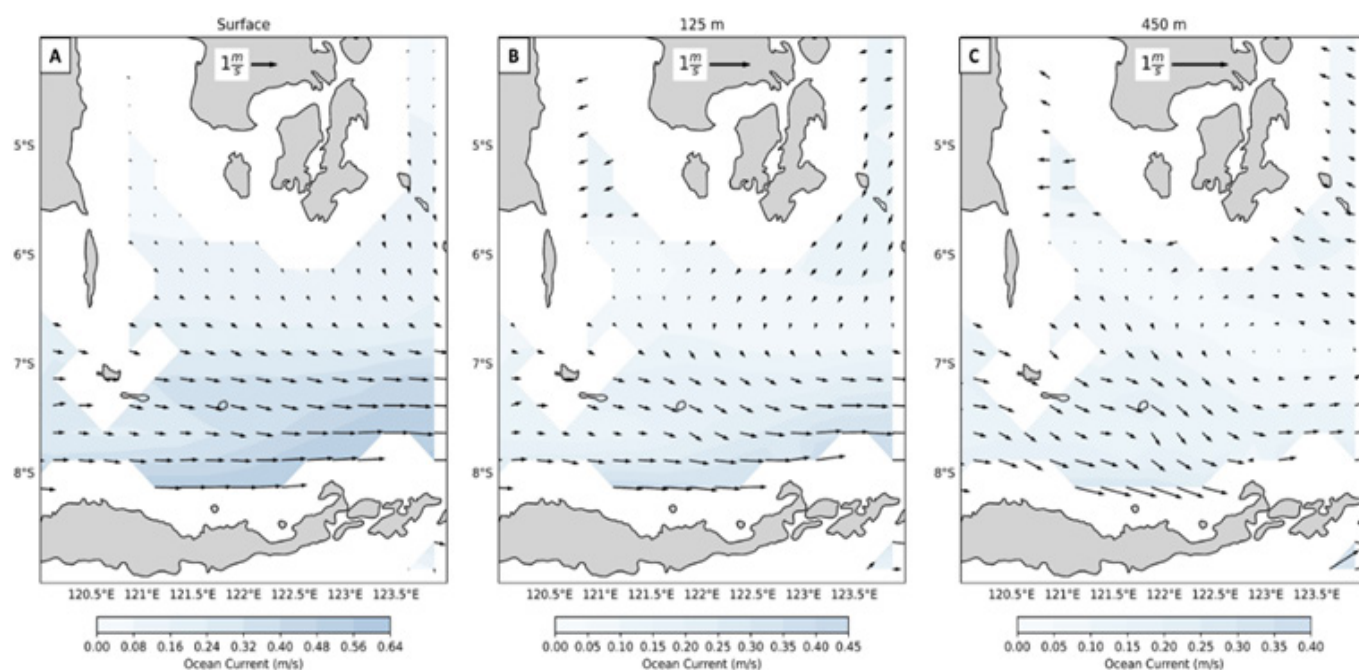 Surface
A
1 m/s
5°S
6°S
7°S
8°S
120.5°E 121°E 121.5°E 122°E 122.5°E 123°E 123.5°E
0.00 0.08 0.16 0.24 0.32 0.40 0.48 0.56 0.64
Ocean Current (m/s)
125 m
B
1 m/s
5°S
6°S
7°S
8°S
120.5°E 121°E 121.5°E 122°E 122.5°E 123°E 123.5°E
0.00 0.05 0.10 0.15 0.20 0.25 0.30 0.35 0.45
Ocean Current (m/s)
450 m
C
1 m/s
5°S
6°S
7°S
8°S
120.5°E 121°E 121.5°E 122°E 122.5°E 123°E 123.5°E
0.00 0.05 0.10 0.15 0.20 0.25 0.30 0.35 0.40
Ocean Current (m/s)